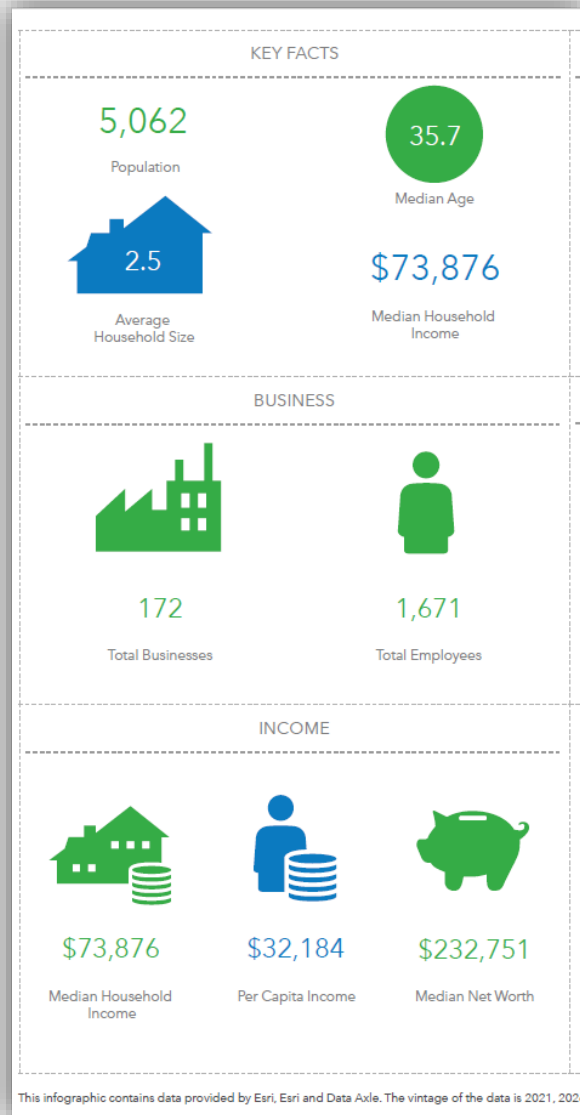 KEY FACTS
5,062
Population
35.7
Median Age
2.5
Average
Household Size
$73,876
Median Household
Income
BUSINESS
172
Total Businesses
1,671
Total Employees
INCOME
$73,876
Median Household
Income
$32,184
Per Capita Income
$232,751
Median Net Worth
This infographic contains data provided by Esri, Esri and Data Axle. The vintage of the data is 2021,